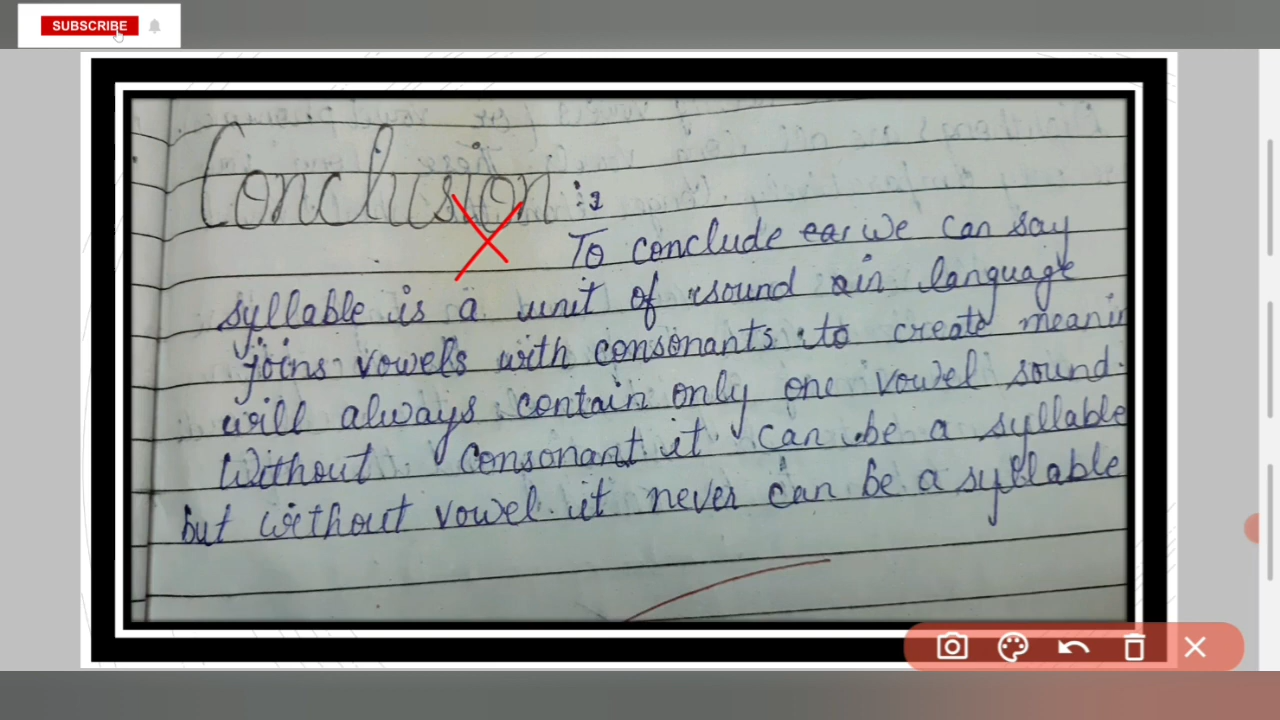 SUBSCRIBE
Conclusion :-
To conclude we can say
syllable is a unit of sound in language
joins vowels with consonants to create meanin
will always contain only one vowel sound.
Without consonant it can be a syllable
but without vowel it never can be a syllable